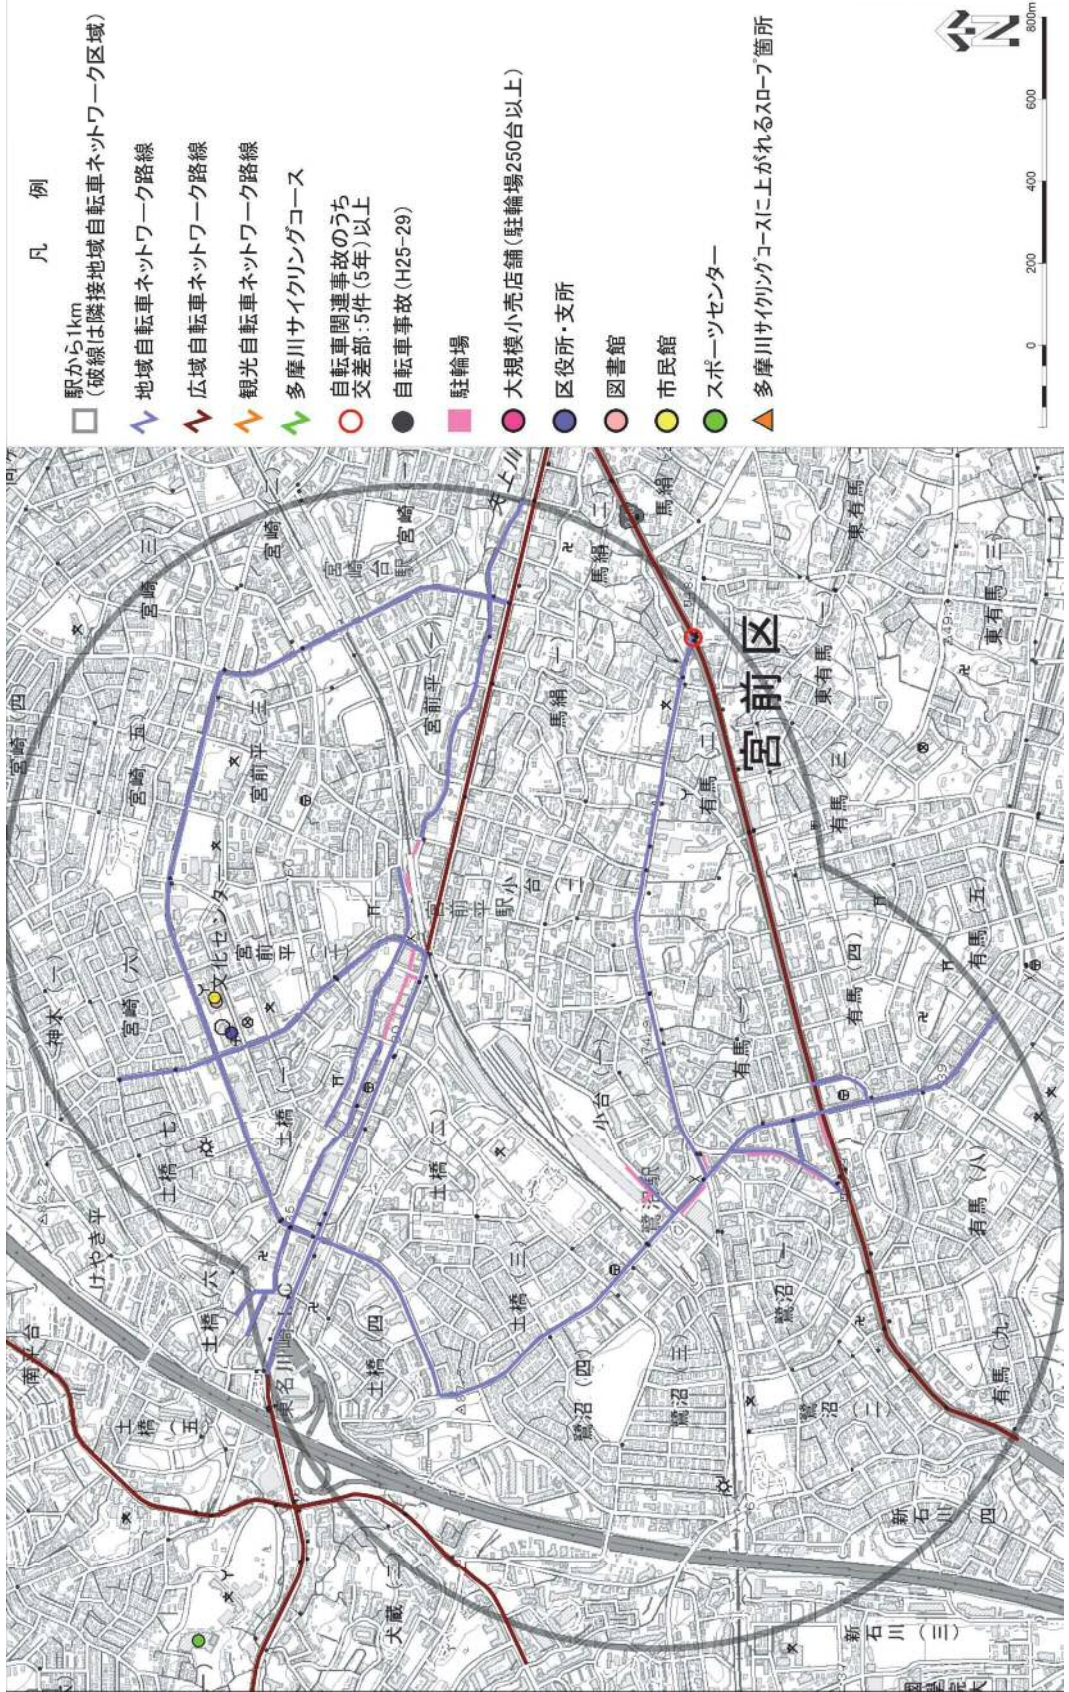 凡　例
駅から1km
(破線は隣接地域自転車ネットワーク区域)
地域自転車ネットワーク路線
広域自転車ネットワーク路線
観光自転車ネットワーク路線
多摩川サイクリングコース
自転車関連事故のうち
交差部:5件(5年)以上
自転車事故(H25-29)
駐輪場
大規模小売店舗(駐輪場250台以上)
区役所・支所
図書館
市民館
スポーツセンター
多摩川サイクリングコースに上がれるスロープ箇所
0
200
400
600
800m
宮前区
南平台
けやき平
神木(一)
宮崎(四)
宮崎(三)
宮崎(二)
宮崎(五)
宮崎(六)
宮崎
宮崎台駅
宮前平(三)
宮前平
文化センター
宮前平(二)
宮前平駅
土橋(七)
土橋(六)
土橋(五)
土橋(一)
土橋(二)
土橋(三)
土橋(四)
東名川崎I.C
犬蔵(二)
小台(二)
小台(一)
鷺沼駅
鷺沼(一)
鷺沼(二)
鷺沼(三)
鷺沼(四)
馬絹(一)
馬絹(二)
馬絹
有馬(一)
有馬(二)
有馬(三)
有馬(四)
有馬(五)
有馬(八)
有馬(九)
東有馬(一)
東有馬
東有馬(三)
新石川(四)
新石川(三)